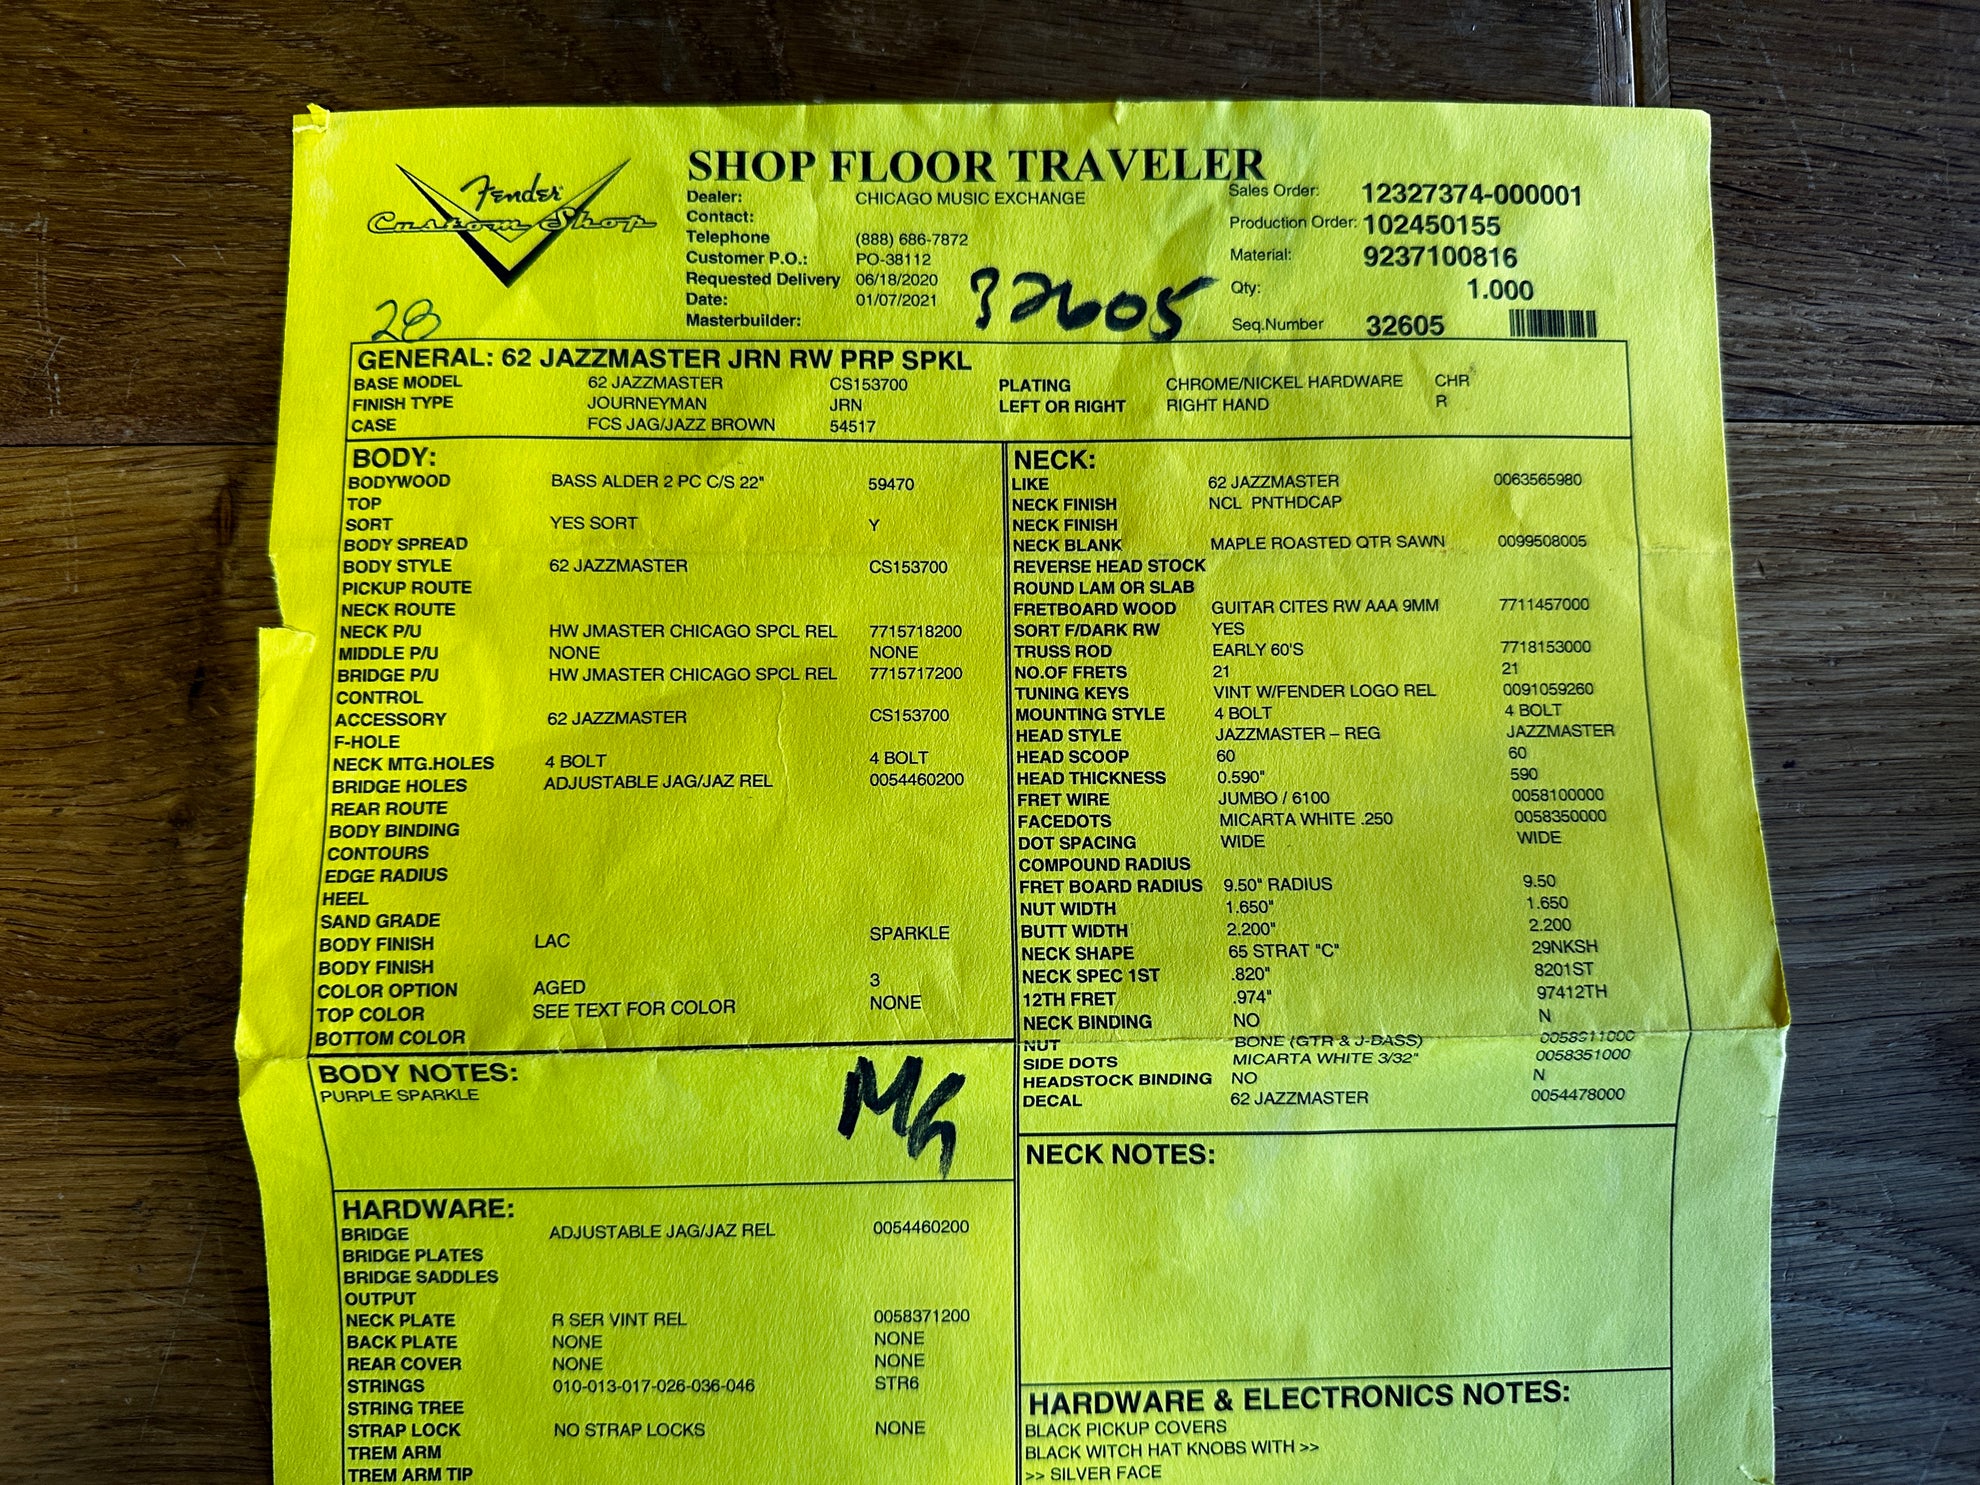 Fender
Custom Shop
SHOP FLOOR TRAVELER
Dealer: CHICAGO MUSIC EXCHANGE
Contact:
Telephone (888) 686-7872
Customer P.O.: PO-38112
Requested Delivery 06/18/2020
Date: 01/07/2021
Masterbuilder:
32605
Sales Order: 12327374-000001
Production Order: 102450155
Material: 9237100816
Qty: 1.000
Seq.Number 32605
28
GENERAL: 62 JAZZMASTER JRN RW PRP SPKL
BASE MODEL 62 JAZZMASTER CS153700
FINISH TYPE JOURNEYMAN JRN
CASE FCS JAG/JAZZ BROWN 54517
PLATING CHROME/NICKEL HARDWARE CHR
LEFT OR RIGHT RIGHT HAND R
BODY:
BODYWOOD BASS ALDER 2 PC C/S 22" 59470
TOP
SORT YES SORT Y
BODY SPREAD
BODY STYLE 62 JAZZMASTER CS153700
PICKUP ROUTE
NECK ROUTE
NECK P/U HW JMASTER CHICAGO SPCL REL 7715718200
MIDDLE P/U NONE NONE
BRIDGE P/U HW JMASTER CHICAGO SPCL REL 7715717200
CONTROL
ACCESSORY 62 JAZZMASTER CS153700
F-HOLE
NECK MTG.HOLES 4 BOLT 4 BOLT
BRIDGE HOLES ADJUSTABLE JAG/JAZ REL 0054460200
REAR ROUTE
BODY BINDING
CONTOURS
EDGE RADIUS
HEEL
SAND GRADE
BODY FINISH LAC SPARKLE
BODY FINISH
COLOR OPTION AGED 3
TOP COLOR SEE TEXT FOR COLOR NONE
BOTTOM COLOR
BODY NOTES:
PURPLE SPARKLE
HARDWARE:
BRIDGE ADJUSTABLE JAG/JAZ REL 0054460200
BRIDGE PLATES
BRIDGE SADDLES
OUTPUT
NECK PLATE R SER VINT REL 0058371200
BACK PLATE NONE NONE
REAR COVER NONE NONE
STRINGS 010-013-017-026-036-046 STR6
STRING TREE
STRAP LOCK NO STRAP LOCKS NONE
TREM ARM
TREM ARM TIP
NECK:
LIKE 62 JAZZMASTER 0063565980
NECK FINISH NCL PNTHDCAP
NECK FINISH
NECK BLANK MAPLE ROASTED QTR SAWN 0099508005
REVERSE HEAD STOCK
ROUND LAM OR SLAB
FRETBOARD WOOD GUITAR CITES RW AAA 9MM 7711457000
SORT F/DARK RW YES
TRUSS ROD EARLY 60'S 7718153000
NO.OF FRETS 21 21
TUNING KEYS VINT W/FENDER LOGO REL 0091059260
MOUNTING STYLE 4 BOLT 4 BOLT
HEAD STYLE JAZZMASTER – REG JAZZMASTER
HEAD SCOOP 60 60
HEAD THICKNESS 0.590" 590
FRET WIRE JUMBO / 6100 0058100000
FACEDOTS MICARTA WHITE .250 0058350000
DOT SPACING WIDE WIDE
COMPOUND RADIUS
FRET BOARD RADIUS 9.50" RADIUS 9.50
NUT WIDTH 1.650" 1.650
BUTT WIDTH 2.200" 2.200
NECK SHAPE 65 STRAT "C" 29NKSH
NECK SPEC 1ST .820" 8201ST
12TH FRET .974" 97412TH
NECK BINDING NO N
NUT BONE (GTR & J-BASS)
SIDE DOTS MICARTA WHITE 3/32" 0058351000
HEADSTOCK BINDING NO N
DECAL 62 JAZZMASTER 0054478000
NECK NOTES:
HARDWARE & ELECTRONICS NOTES:
BLACK PICKUP COVERS
BLACK WITCH HAT KNOBS WITH >>
>> SILVER FACE